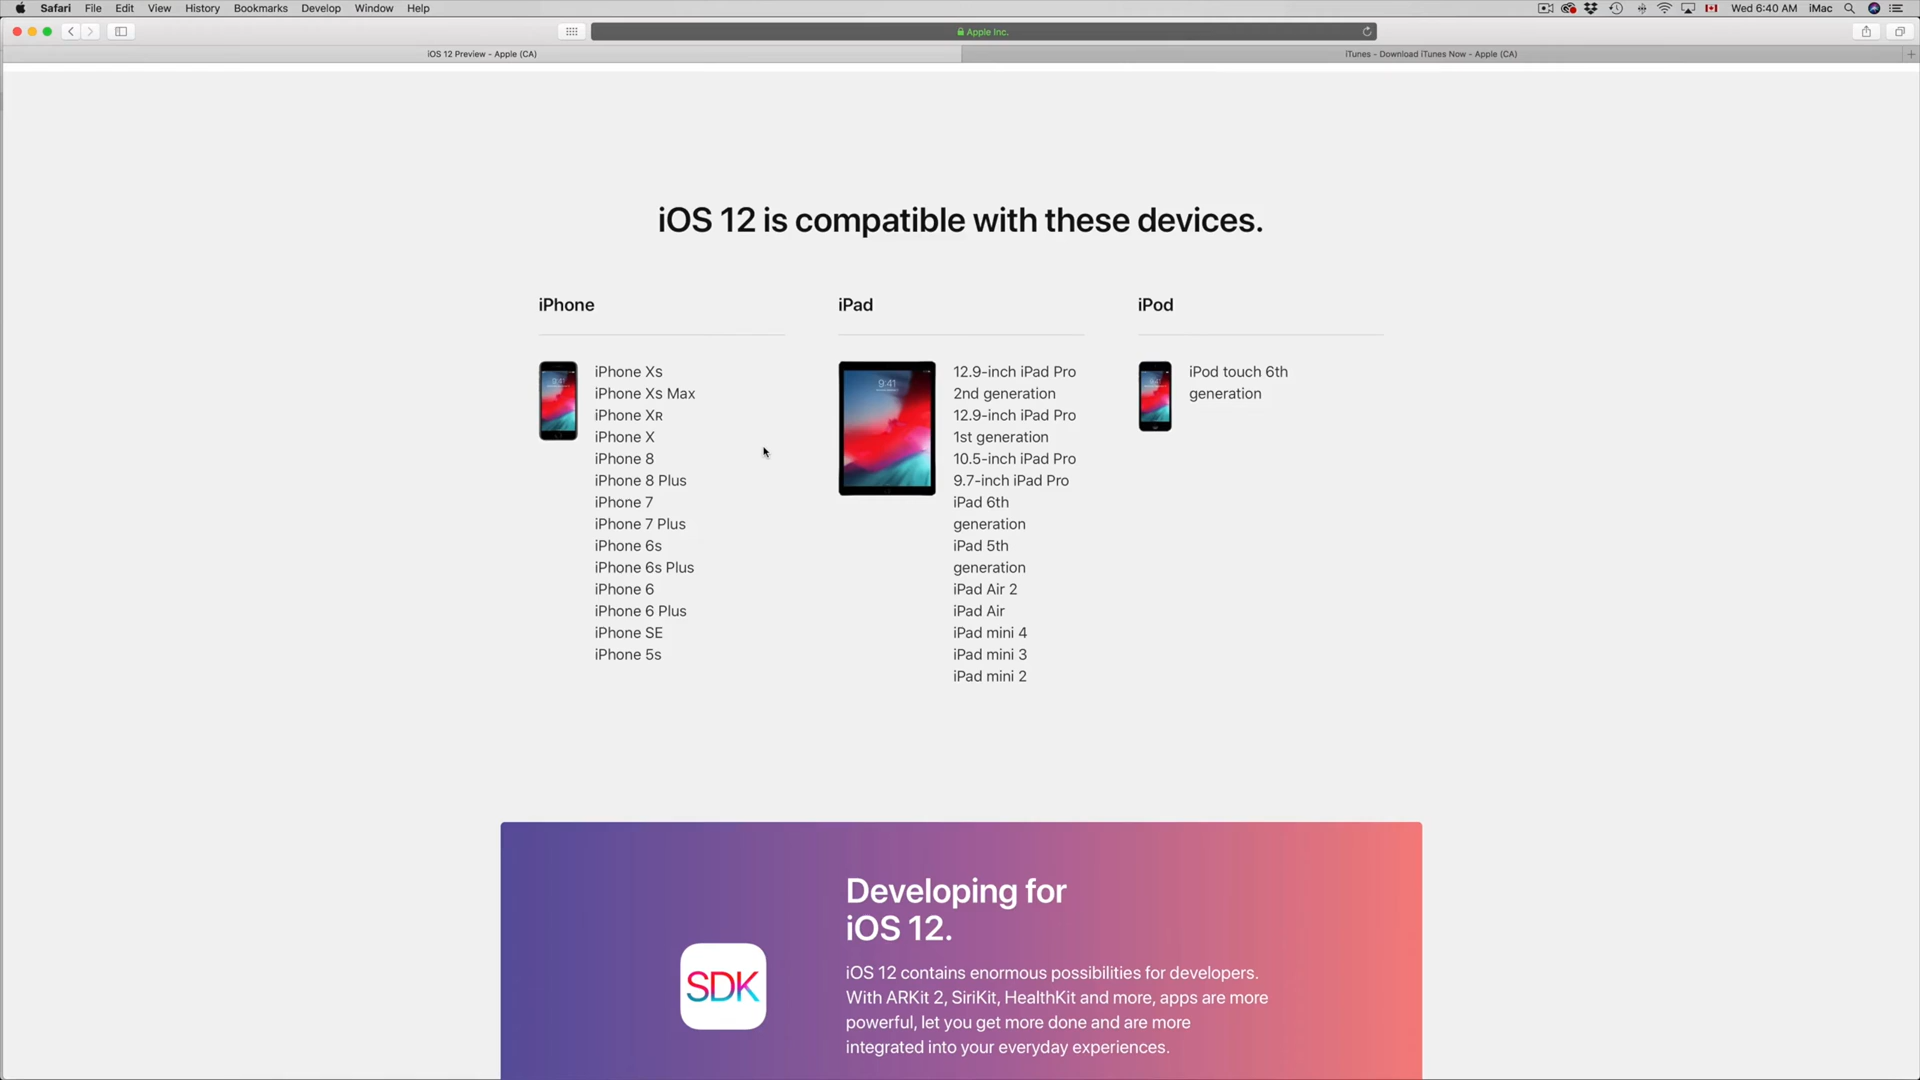 Safari File Edit View History Bookmarks Develop Window Help
Wed 6:40 AM iMac
Apple Inc.
iOS 12 Preview - Apple (CA)
iTunes - Download iTunes Now - Apple (CA)
iOS 12 is compatible with these devices.
iPhone
iPhone Xs
iPhone Xs Max
iPhone XR
iPhone X
iPhone 8
iPhone 8 Plus
iPhone 7
iPhone 7 Plus
iPhone 6s
iPhone 6s Plus
iPhone 6
iPhone 6 Plus
iPhone SE
iPhone 5s
iPad
9:41
12.9-inch iPad Pro
2nd generation
12.9-inch iPad Pro
1st generation
10.5-inch iPad Pro
9.7-inch iPad Pro
iPad 6th
generation
iPad 5th
generation
iPad Air 2
iPad Air
iPad mini 4
iPad mini 3
iPad mini 2
iPod
iPod touch 6th
generation
SDK
Developing for
iOS 12.
iOS 12 contains enormous possibilities for developers.
With ARKit 2, SiriKit, HealthKit and more, apps are more
powerful, let you get more done and are more
integrated into your everyday experiences.